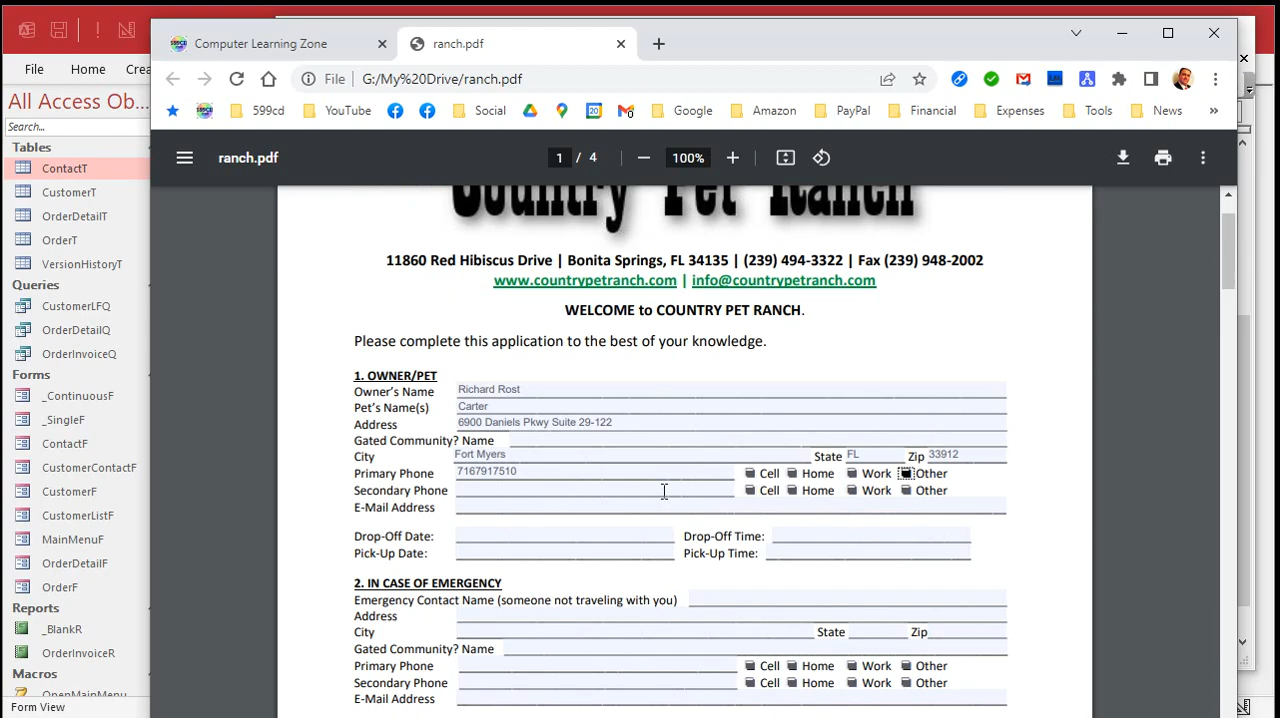 Computer Learning Zone
ranch.pdf
File G:/My%20Drive/ranch.pdf
599cd YouTube Social Google Amazon PayPal Financial Expenses Tools News »
ranch.pdf 1 / 4 100%
File Home Crea
All Access Ob...
Search...
Tables
ContactT
CustomerT
OrderDetailT
OrderT
VersionHistoryT
Queries
CustomerLFQ
OrderDetailQ
OrderInvoiceQ
Forms
_ContinuousF
_SingleF
ContactF
CustomerContactF
CustomerF
CustomerListF
MainMenuF
OrderDetailF
OrderF
Reports
_BlankR
OrderInvoiceR
Macros
OpenMainMenu
Form View
Country Pet Ranch
11860 Red Hibiscus Drive | Bonita Springs, FL 34135 | (239) 494-3322 | Fax (239) 948-2002
www.countrypetranch.com | info@countrypetranch.com
WELCOME to COUNTRY PET RANCH.
Please complete this application to the best of your knowledge.
1. OWNER/PET
Owner's Name Richard Rost
Pet's Name(s) Carter
Address 6900 Daniels Pkwy Suite 29-122
Gated Community? Name
City Fort Myers State FL Zip 33912
Primary Phone 7167917510 Cell Home Work Other
Secondary Phone Cell Home Work Other
E-Mail Address
Drop-Off Date: Drop-Off Time:
Pick-Up Date: Pick-Up Time:
2. IN CASE OF EMERGENCY
Emergency Contact Name (someone not traveling with you)
Address
City State Zip
Gated Community? Name
Primary Phone Cell Home Work Other
Secondary Phone Cell Home Work Other
E-Mail Address